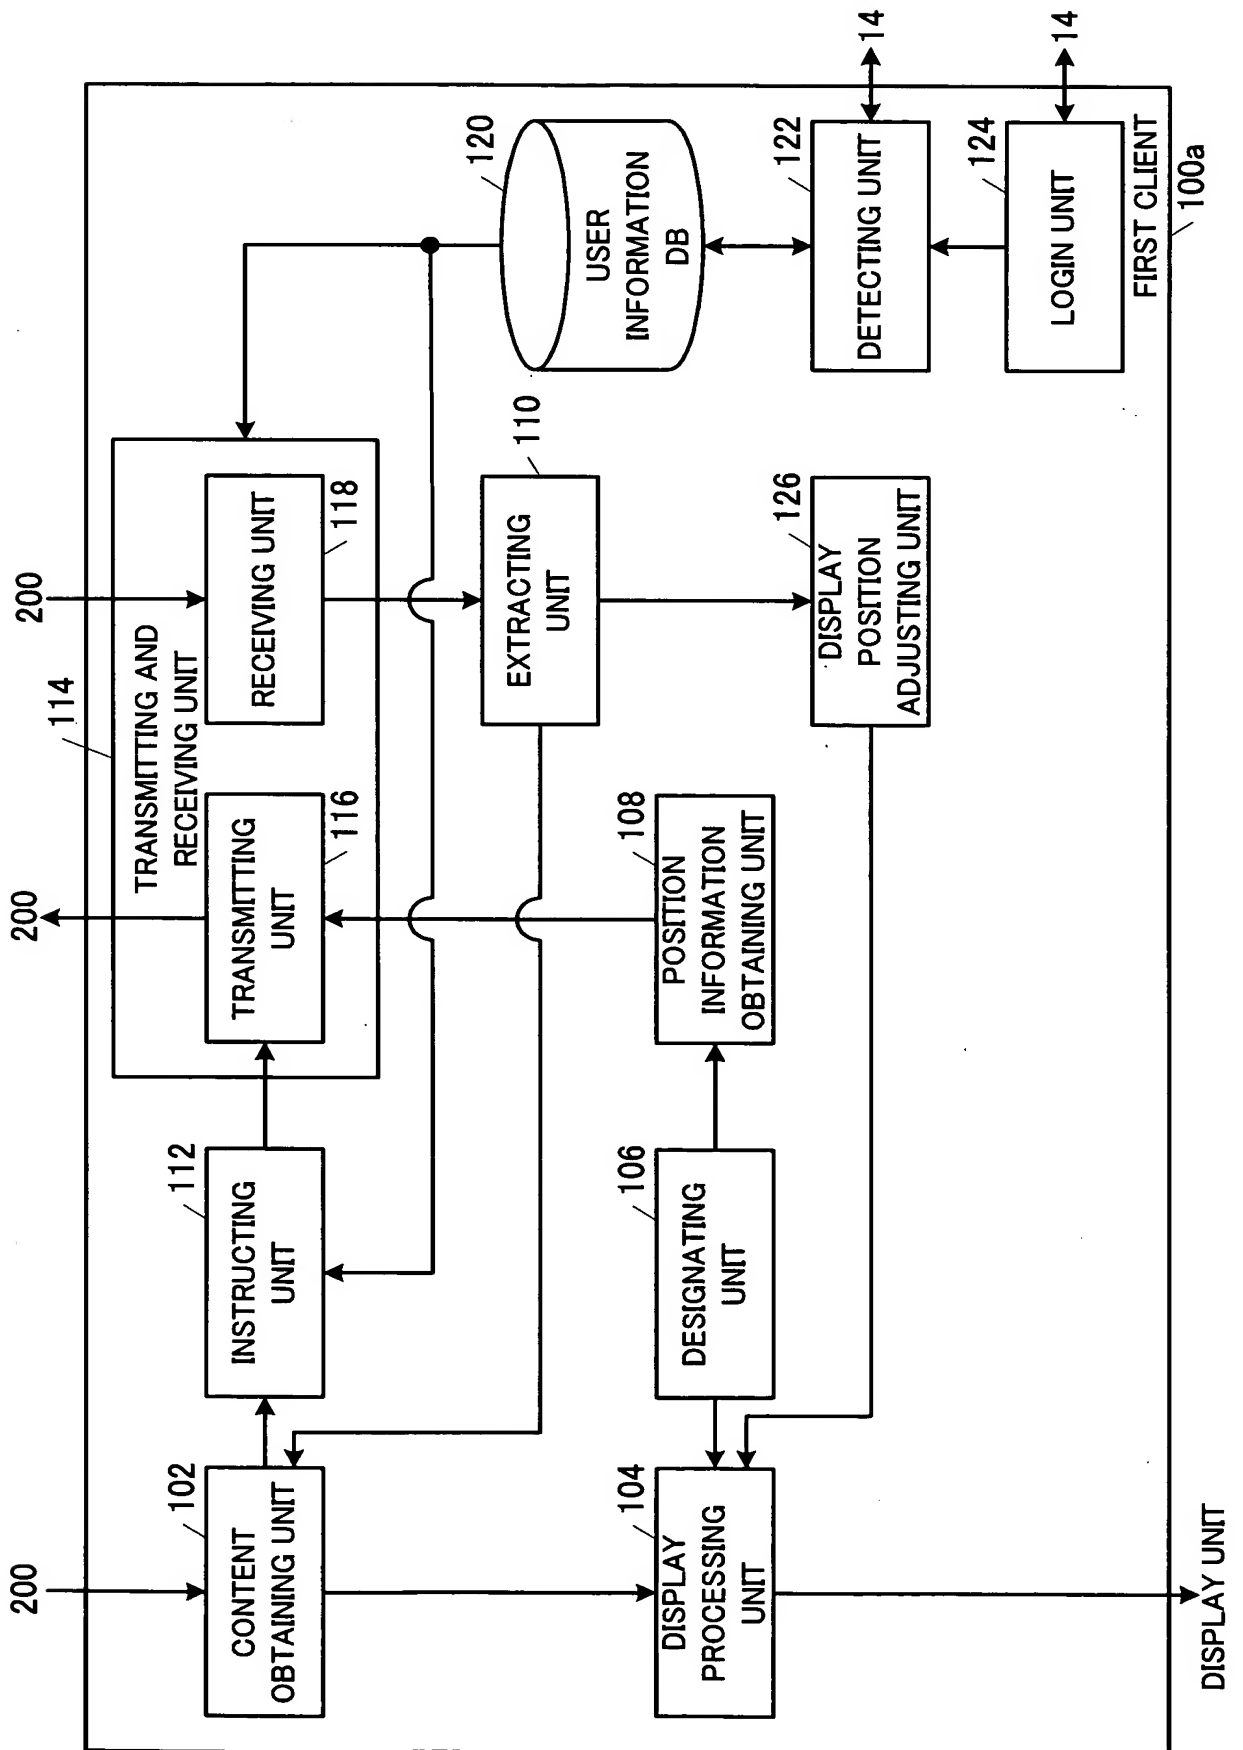 200
200
200
14
14
114
TRANSMITTING AND
RECEIVING UNIT
102
CONTENT
OBTAINING UNIT
112
INSTRUCTING
UNIT
116
TRANSMITTING
UNIT
118
RECEIVING UNIT
120
USER
INFORMATION
DB
110
EXTRACTING
UNIT
104
DISPLAY
PROCESSING
UNIT
106
DESIGNATING
UNIT
108
POSITION
INFORMATION
OBTAINING UNIT
126
DISPLAY
POSITION
ADJUSTING UNIT
122
DETECTING UNIT
124
LOGIN UNIT
FIRST CLIENT
100a
DISPLAY UNIT